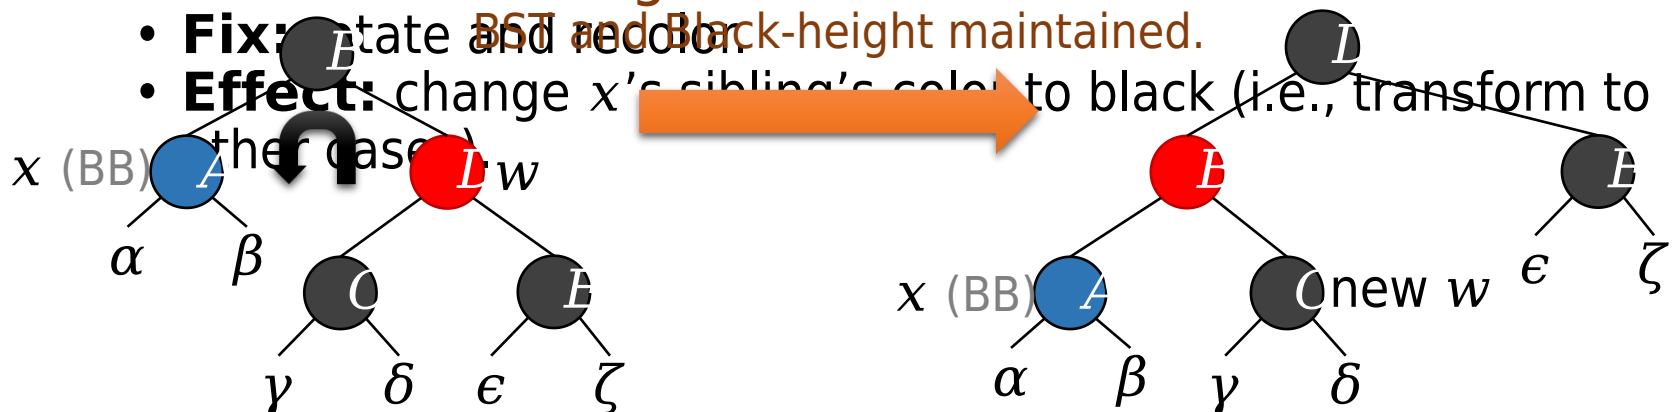 BST and Black-height maintained.
• Fix: rotate and recolor.
• Effect: change x's sibling's color to black (i.e., transform to
other cases).
B D
x (BB) A D w B E
α β ϵ ζ
C E x (BB) A C new w
γ δ ϵ ζ α β γ δ